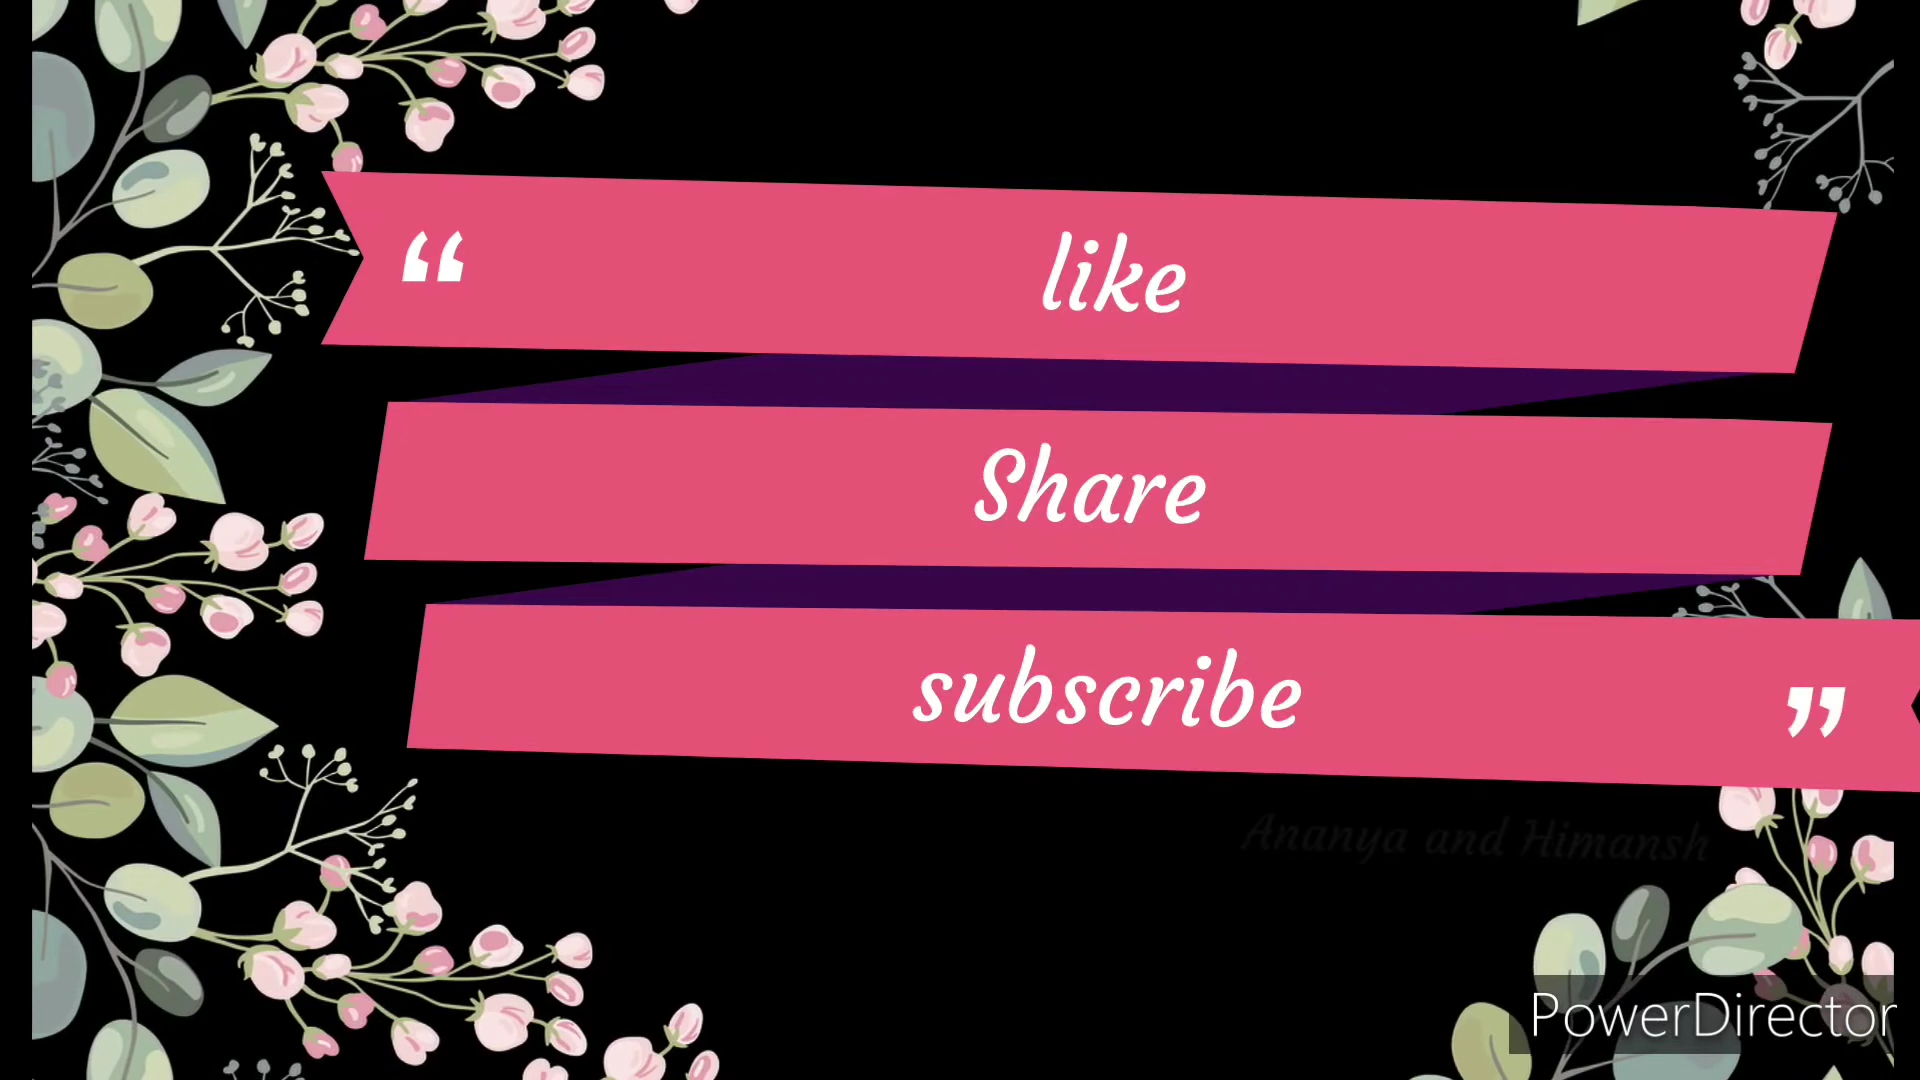 “ like
Share
subscribe ”
Ananya and Himansh
PowerDirector